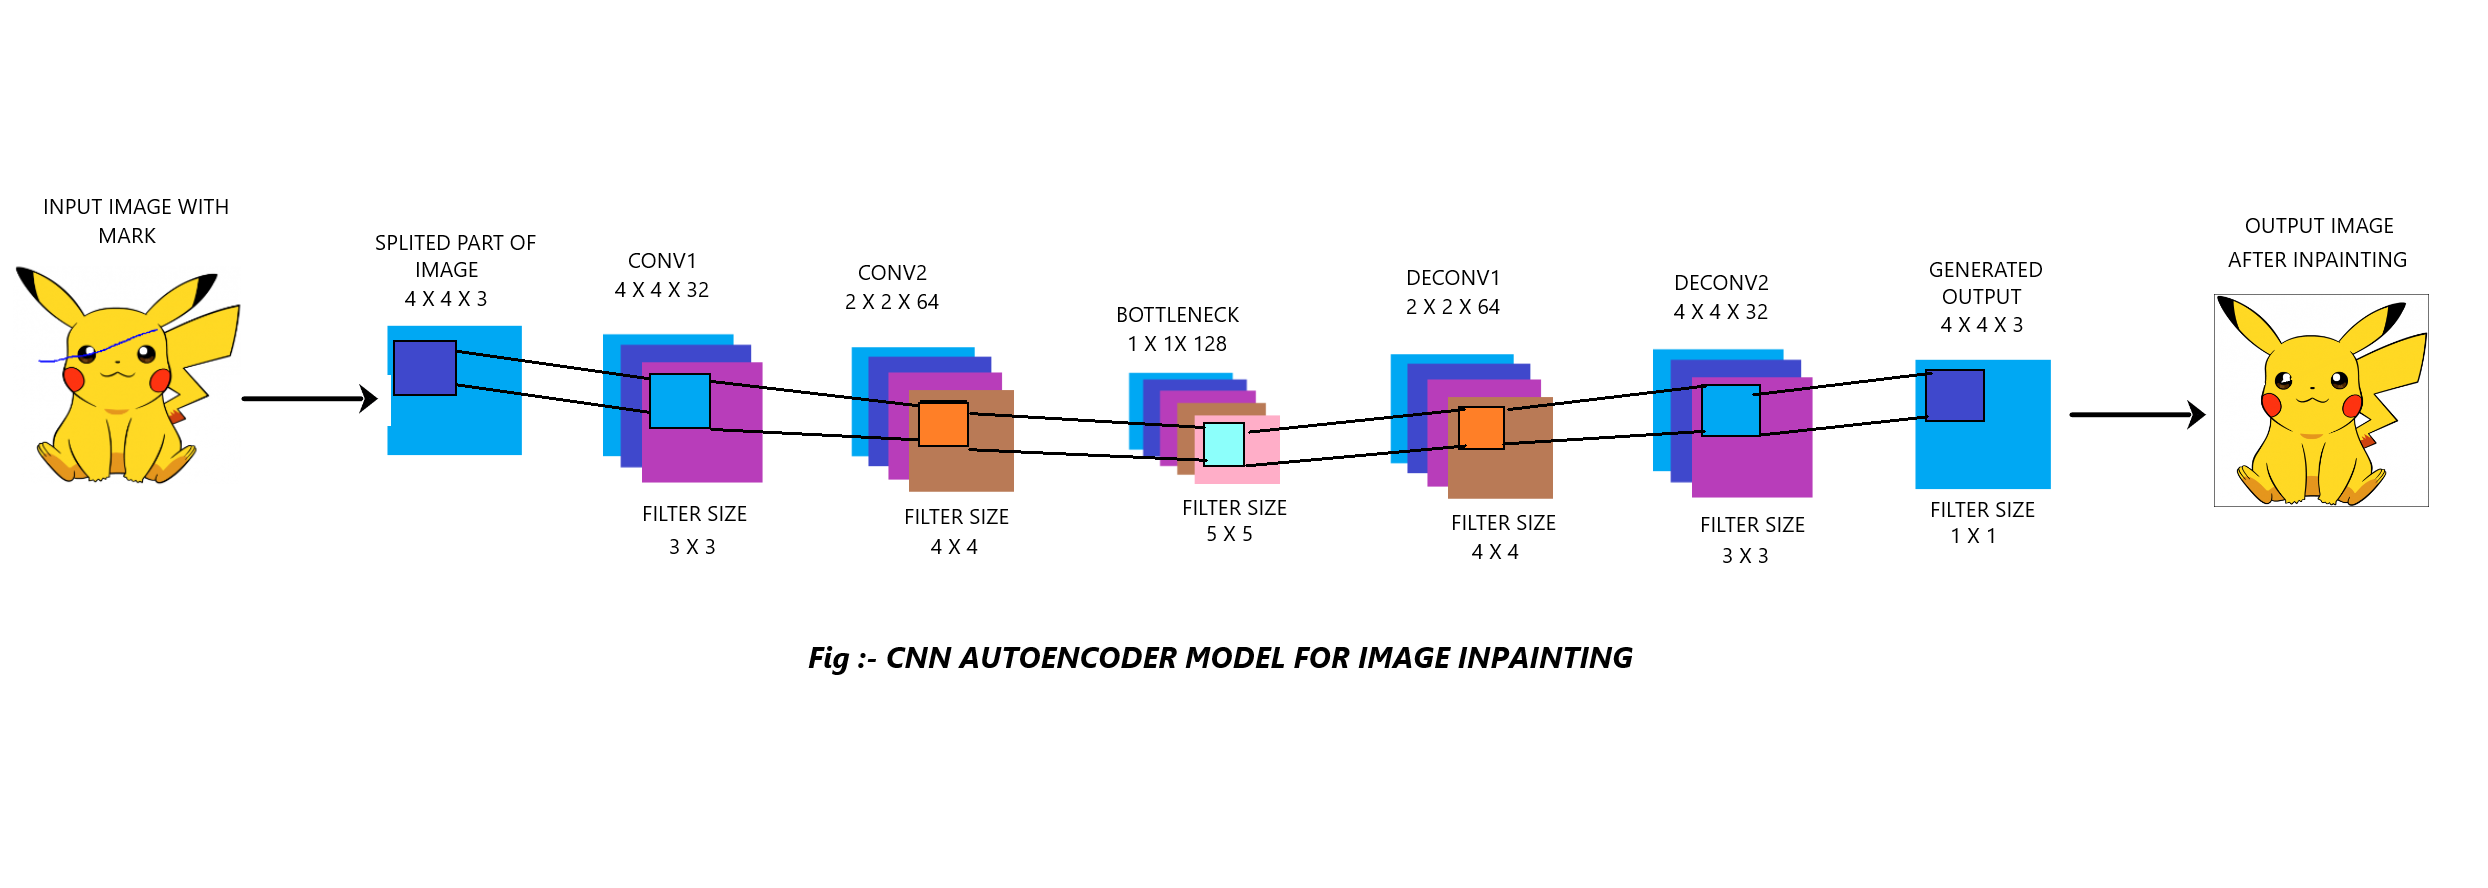 INPUT IMAGE WITH
MARK
SPLITED PART OF
IMAGE
4 X 4 X 3
CONV1
4 X 4 X 32
FILTER SIZE
3 X 3
CONV2
2 X 2 X 64
FILTER SIZE
4 X 4
BOTTLENECK
1 X 1X 128
FILTER SIZE
5 X 5
DECONV1
2 X 2 X 64
FILTER SIZE
4 X 4
DECONV2
4 X 4 X 32
FILTER SIZE
3 X 3
GENERATED
OUTPUT
4 X 4 X 3
FILTER SIZE
1 X 1
OUTPUT IMAGE
AFTER INPAINTING
Fig :- CNN AUTOENCODER MODEL FOR IMAGE INPAINTING